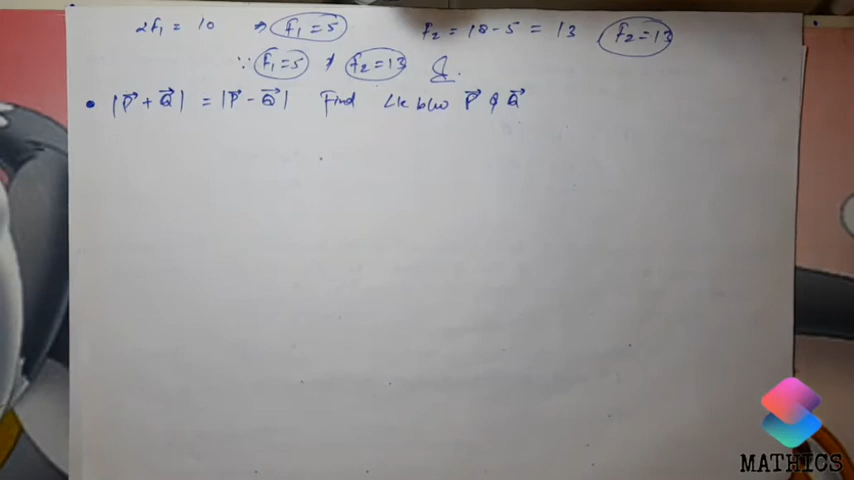 2F₁ = 10 ⇒ F₁ = 5 F₂ = 18 - 5 = 13 F₂ = 13
∵ F₁ = 5 & F₂ = 13
• |P⃗ + Q⃗| = |P⃗ - Q⃗| Find ∠le b/w P⃗ & Q⃗
MATHICS